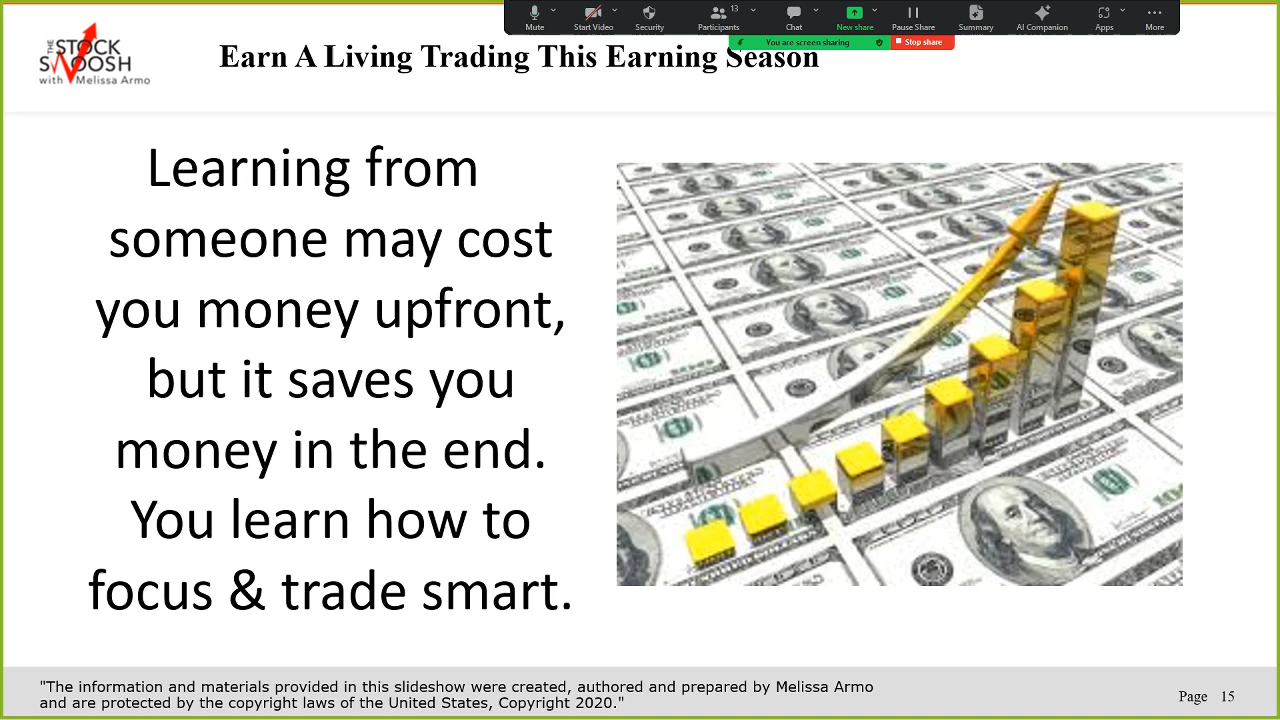 Mute
Start Video
Security
Participants
13
Chat
New share
Pause Share
Summary
AI Companion
Apps
More
You are screen sharing
Stop share
THE
STOCK
SWOOSH
with Melissa Armo
Earn A Living Trading This Earning Season
Learning from
someone may cost
you money upfront,
but it saves you
money in the end.
You learn how to
focus & trade smart.
"The information and materials provided in this slideshow were created, authored and prepared by Melissa Armo
and are protected by the copyright laws of the United States, Copyright 2020."
Page 15